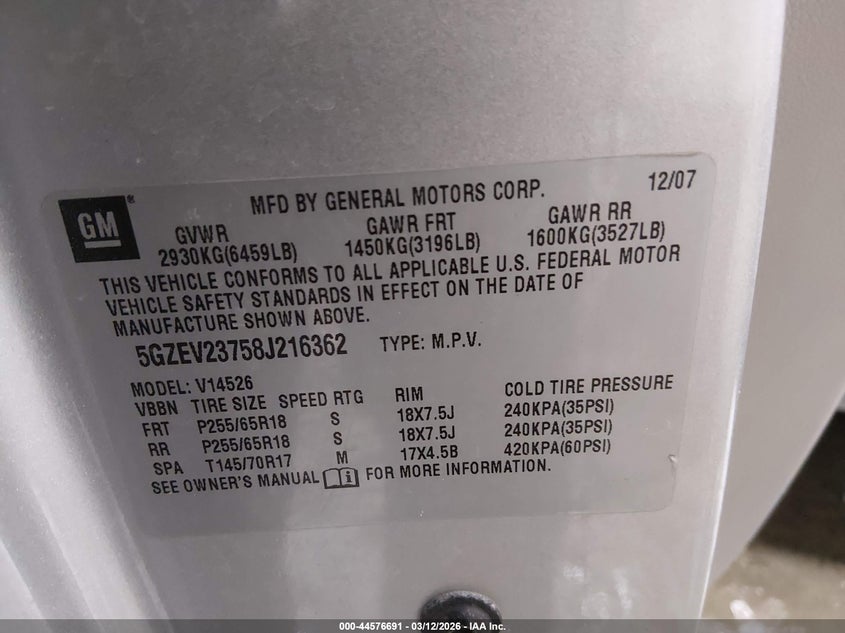 GM
®
MFD BY GENERAL MOTORS CORP. 12/07
GVWR GAWR FRT GAWR RR
2930KG(6459LB) 1450KG(3196LB) 1600KG(3527LB)
THIS VEHICLE CONFORMS TO ALL APPLICABLE U.S. FEDERAL MOTOR
VEHICLE SAFETY STANDARDS IN EFFECT ON THE DATE OF
MANUFACTURE SHOWN ABOVE.
5GZEV23758J216362 TYPE: M.P.V.
MODEL: V14526
VBBN TIRE SIZE SPEED RTG RIM COLD TIRE PRESSURE
FRT P255/65R18 S 18X7.5J 240KPA(35PSI)
RR P255/65R18 S 18X7.5J 240KPA(35PSI)
SPA T145/70R17 M 17X4.5B 420KPA(60PSI)
SEE OWNER'S MANUAL i FOR MORE INFORMATION.
000-44576691 - 03/12/2026 - IAA Inc.